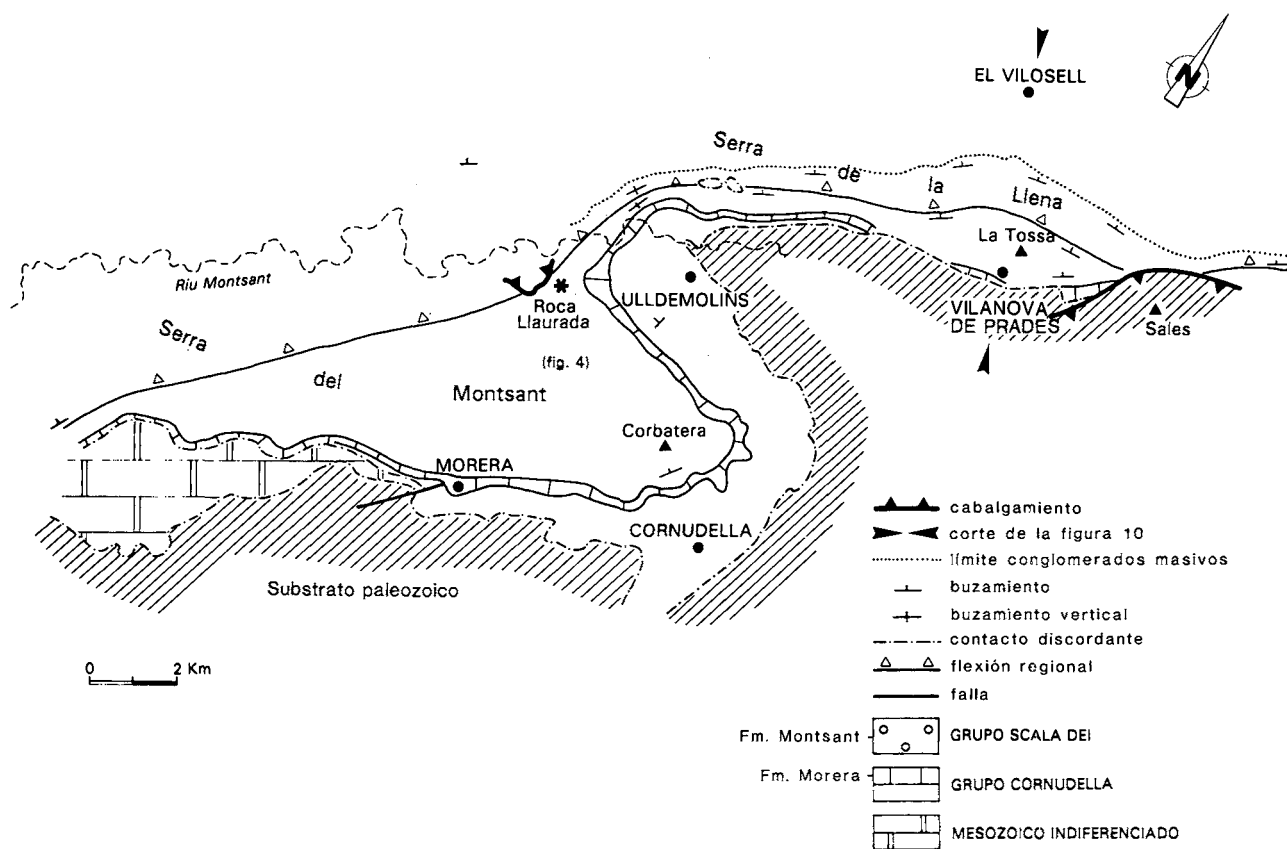 EL VILOSELL
N
Serra
de
la
Llena
La Tossa
Riu Montsant
Roca
Llaurada
ULLDEMOLINS
VILANOVA
DE PRADES
Sales
Serra
del
(fig. 4)
Montsant
Corbatera
MORERA
CORNUDELLA
Substrato paleozoico
0 2 Km
cabalgamiento
corte de la figura 10
límite conglomerados masivos
buzamiento
buzamiento vertical
contacto discordante
flexión regional
falla
Fm. Montsant
GRUPO SCALA DEI
Fm. Morera
GRUPO CORNUDELLA
MESOZOICO INDIFERENCIADO